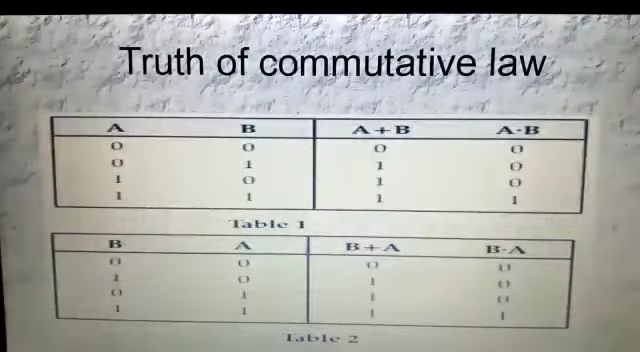 Truth of commutative law
A B A+B A·B
0 0 0 0
0 1 1 0
1 0 1 0
1 1 1 1
Table 1
B A B+A B·A
0 0 0 0
1 0 1 0
0 1 1 0
1 1 1 1
Table 2